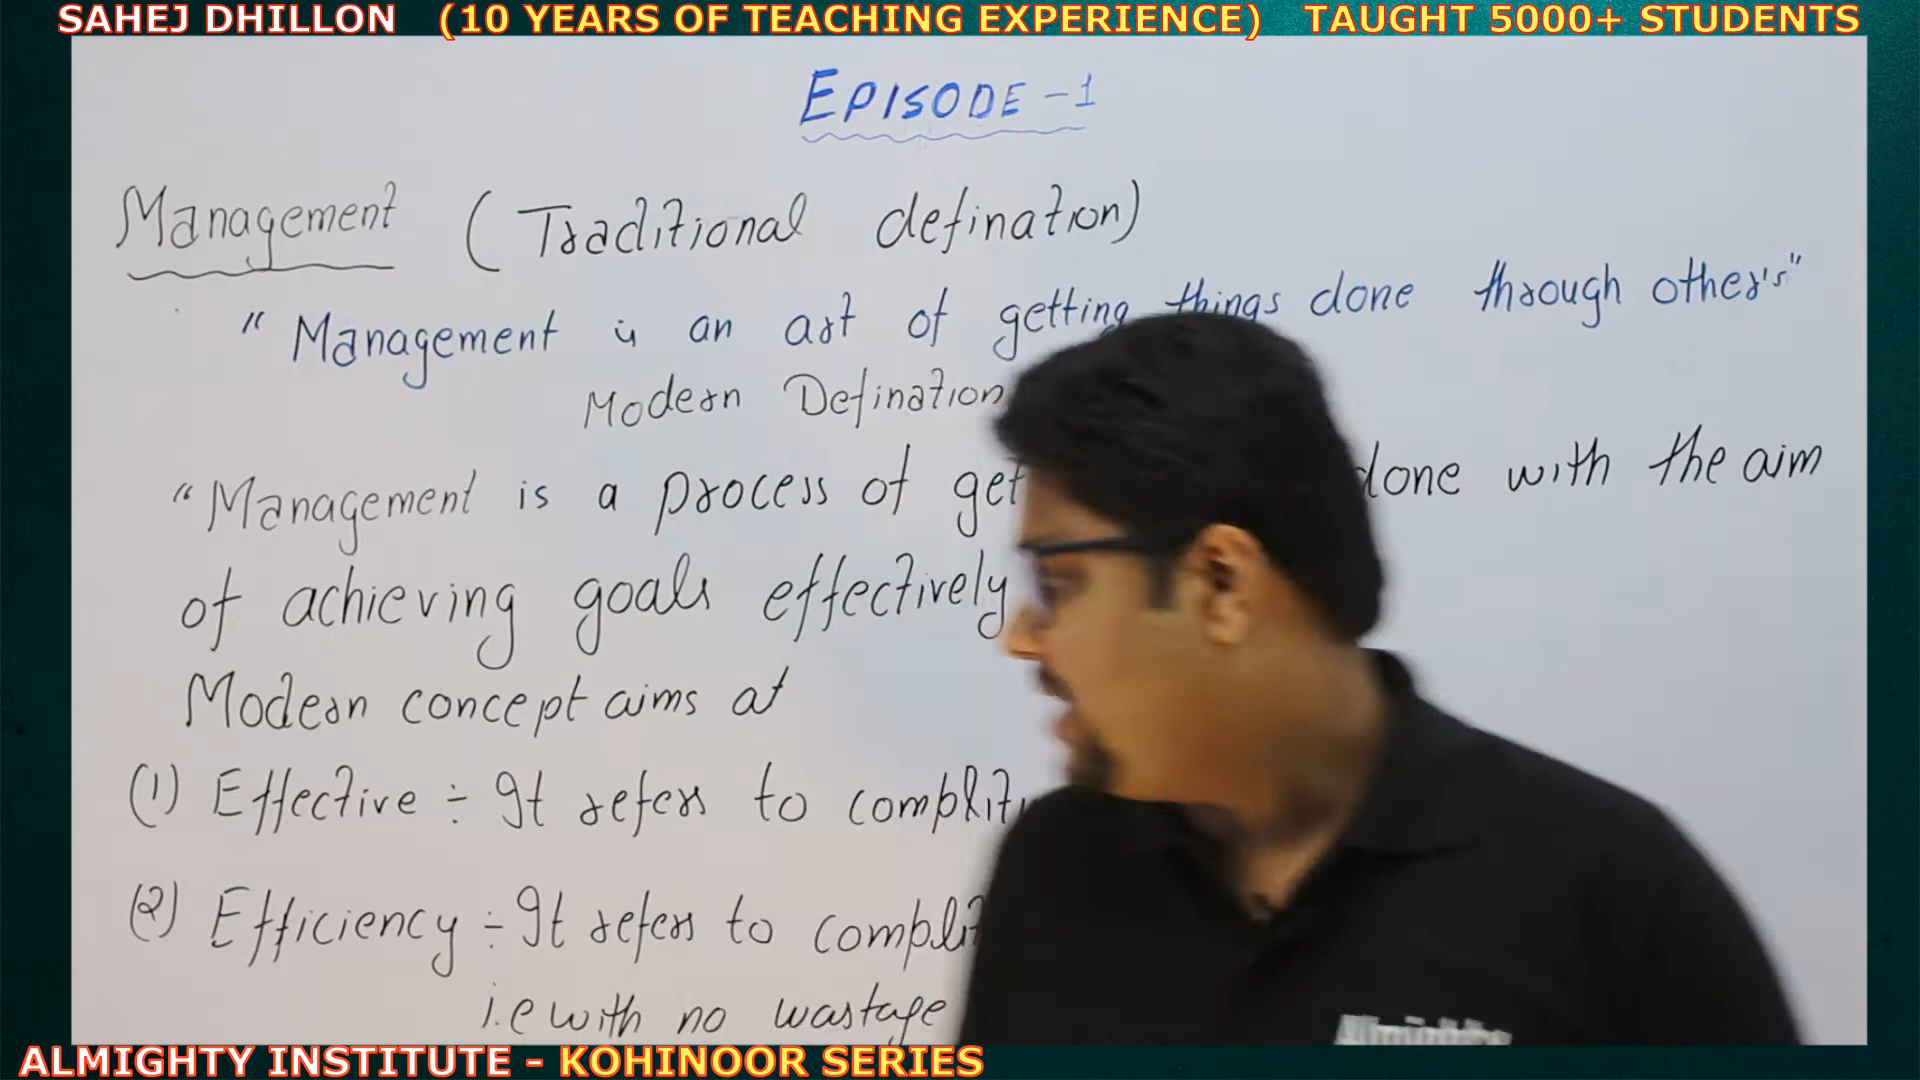 SAHEJ DHILLON (10 YEARS OF TEACHING EXPERIENCE) TAUGHT 5000+ STUDENTS
EPISODE -1
Management (Traditional defination)
"Management is an art of getting things done through other's"
Modern Defination
"Management is a process of get done with the aim
of achieving goals effectively
Modern concept aims at
(1) Effective ÷ It refers to
(2) Efficiency ÷ It refers to
i.e with no wastage
Almighty
ALMIGHTY INSTITUTE - KOHINOOR SERIES